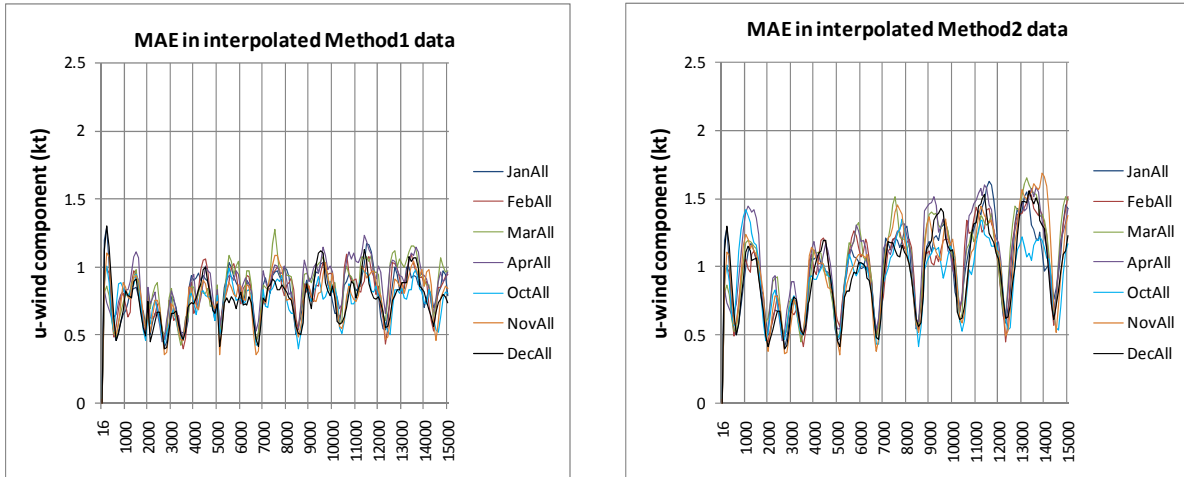 MAE in interpolated Method1 data
u-wind component (kt)
2.5
2
1.5
1
0.5
0
16
1000
2000
3000
4000
5000
6000
7000
8000
9000
10000
11000
12000
13000
14000
15000
JanAll
FebAll
MarAll
AprAll
OctAll
NovAll
DecAll
MAE in interpolated Method2 data
u-wind component (kt)
2.5
2
1.5
1
0.5
0
16
1000
2000
3000
4000
5000
6000
7000
8000
9000
10000
11000
12000
13000
14000
15000
JanAll
FebAll
MarAll
AprAll
OctAll
NovAll
DecAll